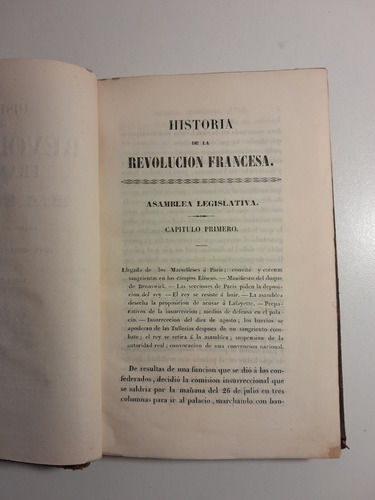 HISTORIA
DE LA
REVOLUCION FRANCESA.
ASAMBLEA LEGISLATIVA.
CAPITULO PRIMERO.
Llegada de los Marselleses á Paris; convite y escenas
sangrientas en los Campos Elíseos. — Manifiesto del duque
de Brunswick. — Las secciones de Paris piden la deposi-
cion del rey. — El rey se resiste á huir. — La asamblea
desecha la proposicion de acusar á Lafayette. — Prepa-
rativos de la insurreccion; medios de defensa en el pala-
cio. — Insurreccion del diez de agosto; los barrios se
apoderan de las Tullerías despues de un sangriento com-
bate; el rey se retira á la asamblea; suspension de la
autoridad real; convocacion de una convencion nacional.
De resultas de una funcion que se dió á los con-
federados, decidió la comision insurreccional que
se saldria por la mañana del 26 de julio en tres
columnas para ir al palacio, marchando con ban-